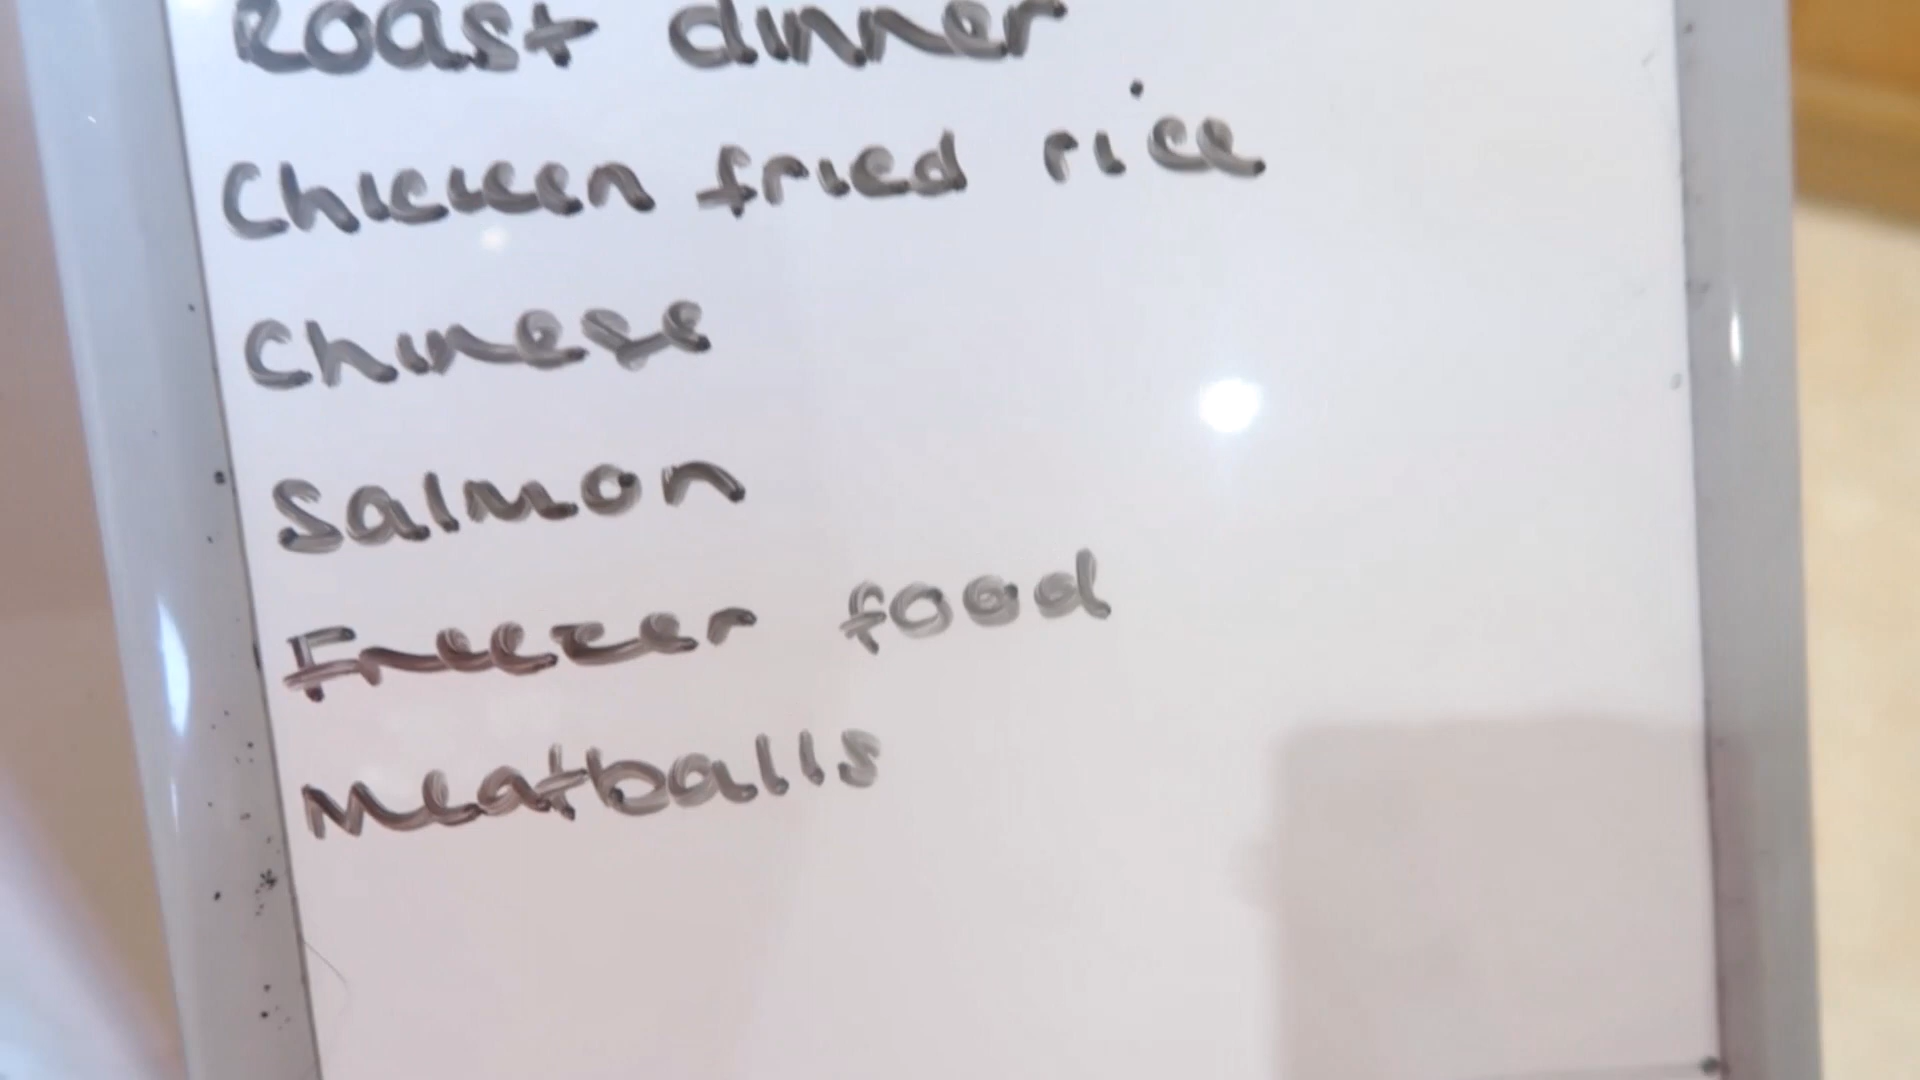 Roast dinner
Chicken fried rice
Chinese
Salmon
Freezer food
Meatballs